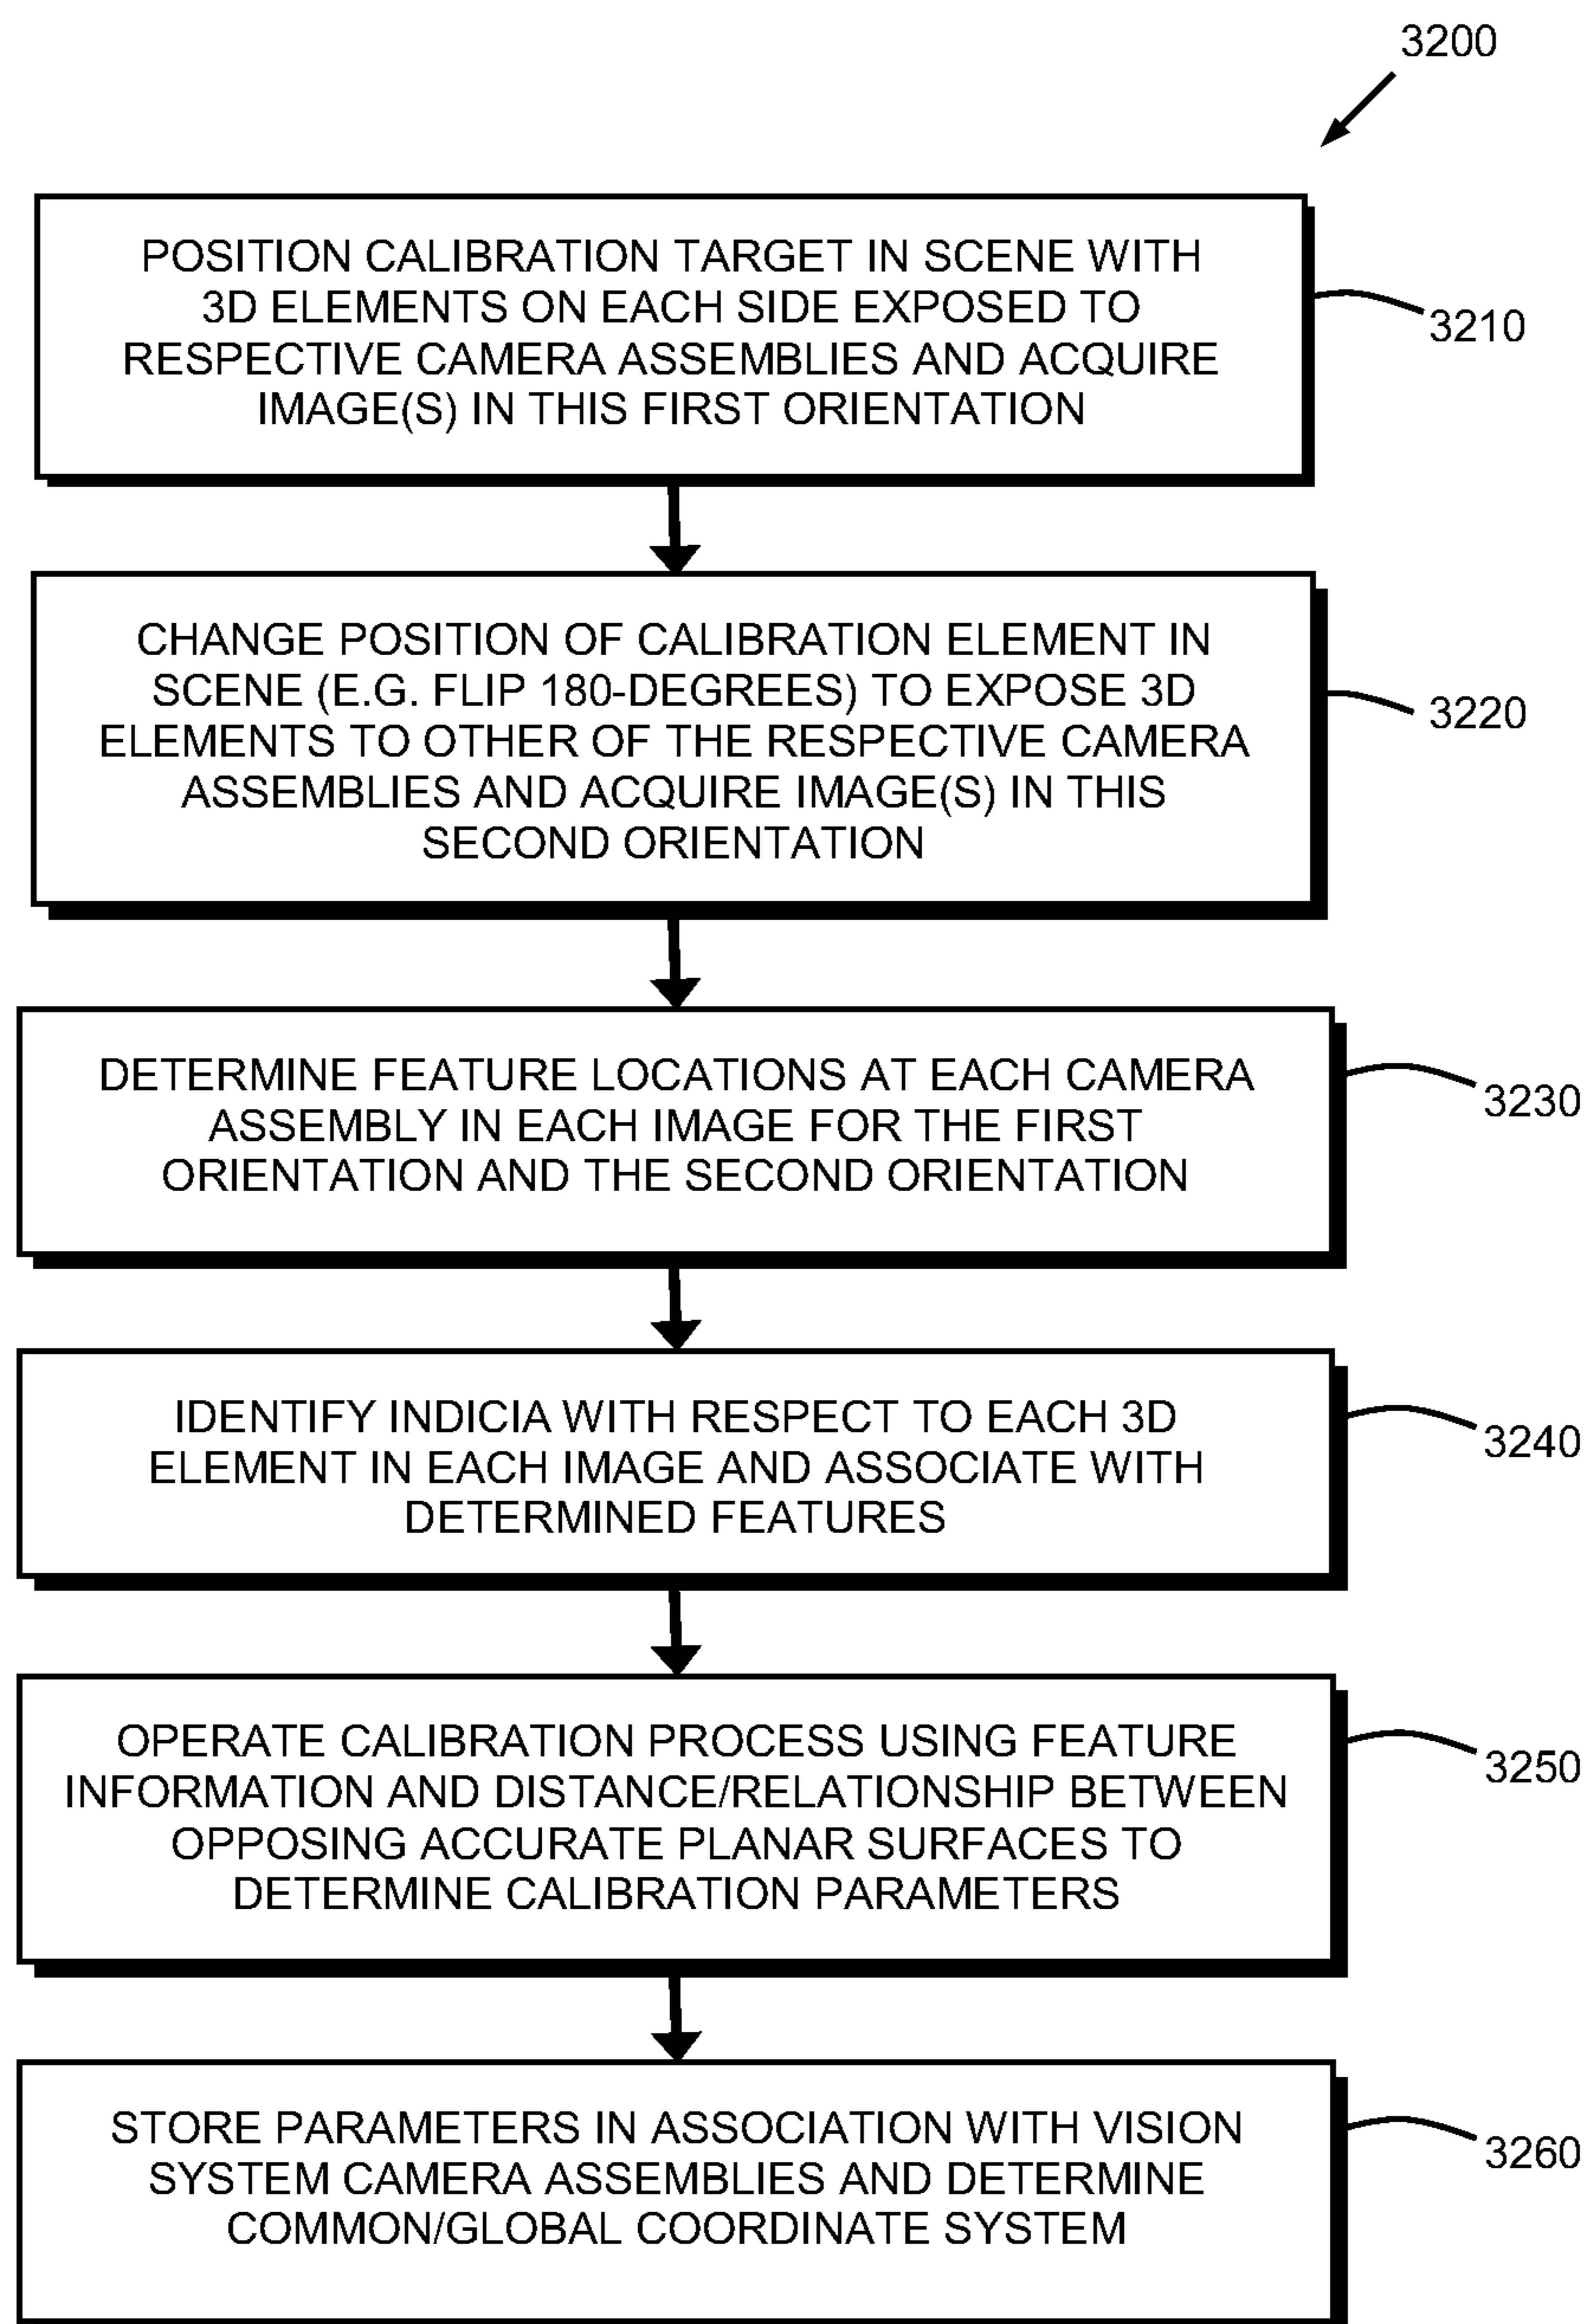 3200
POSITION CALIBRATION TARGET IN SCENE WITH
3D ELEMENTS ON EACH SIDE EXPOSED TO
RESPECTIVE CAMERA ASSEMBLIES AND ACQUIRE
IMAGE(S) IN THIS FIRST ORIENTATION
3210
CHANGE POSITION OF CALIBRATION ELEMENT IN
SCENE (E.G. FLIP 180-DEGREES) TO EXPOSE 3D
ELEMENTS TO OTHER OF THE RESPECTIVE CAMERA
ASSEMBLIES AND ACQUIRE IMAGE(S) IN THIS
SECOND ORIENTATION
3220
DETERMINE FEATURE LOCATIONS AT EACH CAMERA
ASSEMBLY IN EACH IMAGE FOR THE FIRST
ORIENTATION AND THE SECOND ORIENTATION
3230
IDENTIFY INDICIA WITH RESPECT TO EACH 3D
ELEMENT IN EACH IMAGE AND ASSOCIATE WITH
DETERMINED FEATURES
3240
OPERATE CALIBRATION PROCESS USING FEATURE
INFORMATION AND DISTANCE/RELATIONSHIP BETWEEN
OPPOSING ACCURATE PLANAR SURFACES TO
DETERMINE CALIBRATION PARAMETERS
3250
STORE PARAMETERS IN ASSOCIATION WITH VISION
SYSTEM CAMERA ASSEMBLIES AND DETERMINE
COMMON/GLOBAL COORDINATE SYSTEM
3260